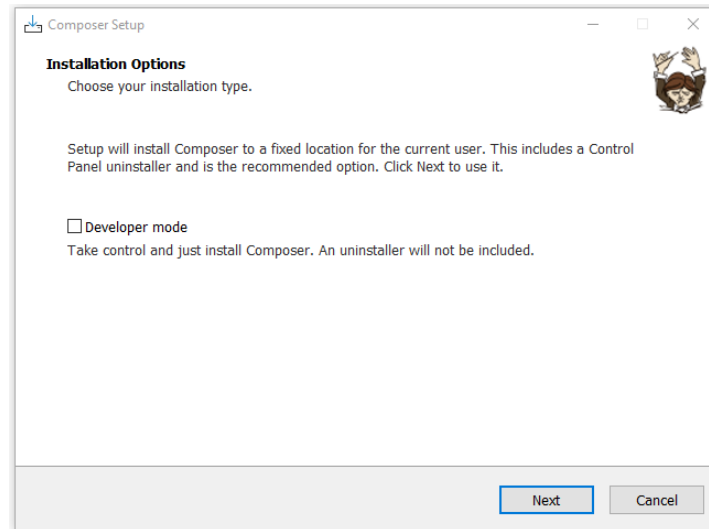 Composer Setup
Installation Options
Choose your installation type.
Setup will install Composer to a fixed location for the current user. This includes a Control
Panel uninstaller and is the recommended option. Click Next to use it.
Developer mode
Take control and just install Composer. An uninstaller will not be included.
Next Cancel